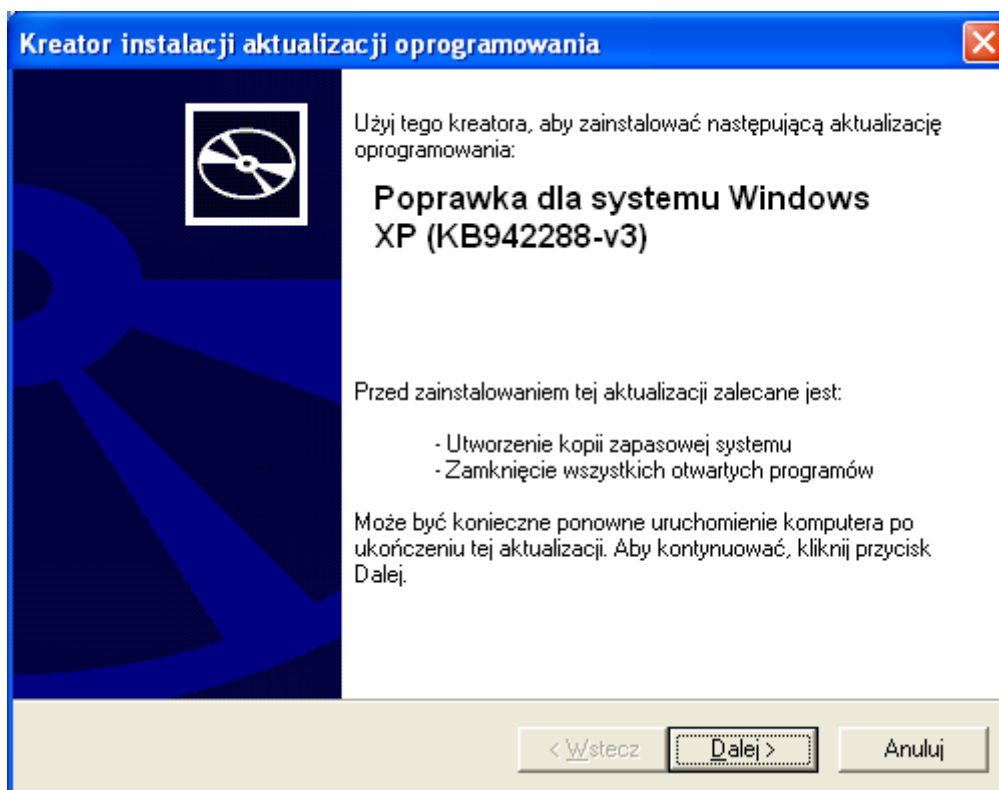 Kreator instalacji aktualizacji oprogramowania
Użyj tego kreatora, aby zainstalować następującą aktualizację
oprogramowania:
Poprawka dla systemu Windows
XP (KB942288-v3)
Przed zainstalowaniem tej aktualizacji zalecane jest:
- Utworzenie kopii zapasowej systemu
- Zamknięcie wszystkich otwartych programów
Może być konieczne ponowne uruchomienie komputera po
ukończeniu tej aktualizacji. Aby kontynuować, kliknij przycisk
Dalej.
< Wstecz Dalej > Anuluj